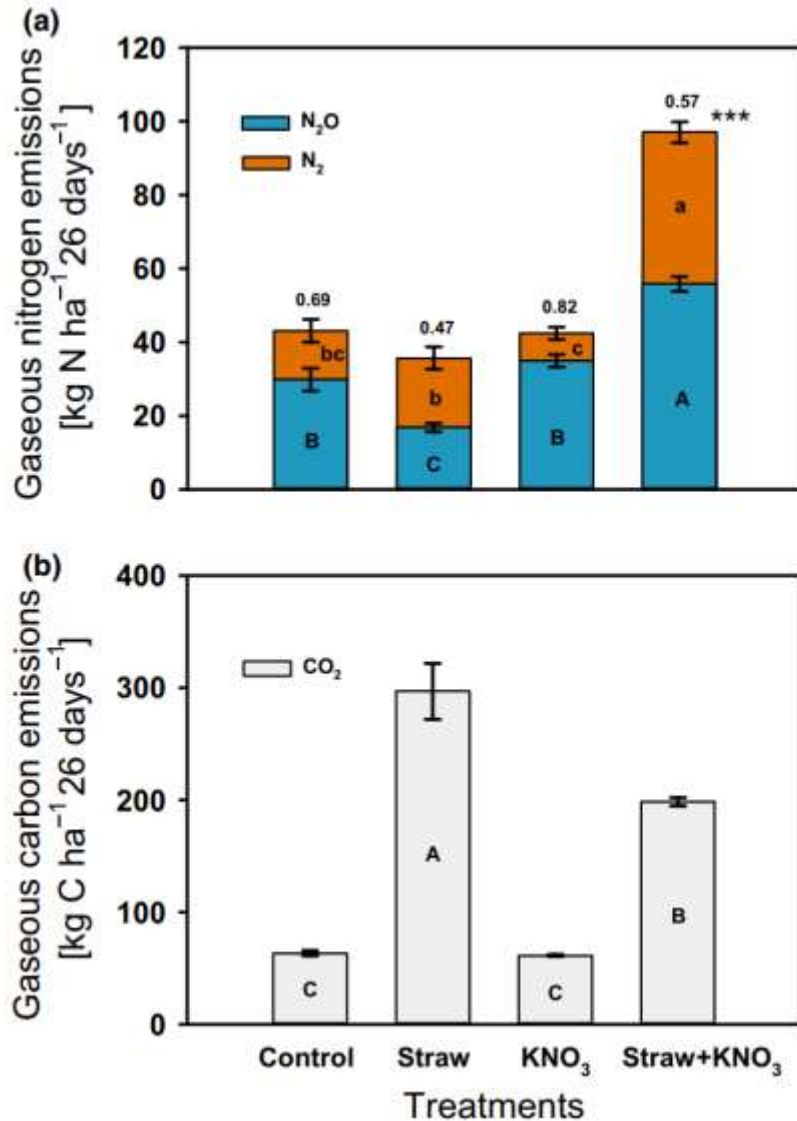 (a)
Gaseous nitrogen emissions
[kg N ha⁻¹ 26 days⁻¹]
120
100
80
60
40
20
0
N₂O
N₂
0.69
bc
B
0.47
b
C
0.82
c
B
0.57
***
a
A
(b)
Gaseous carbon emissions
[kg C ha⁻¹ 26 days⁻¹]
400
300
200
100
0
CO₂
C
A
C
B
Control Straw KNO₃ Straw+KNO₃
Treatments